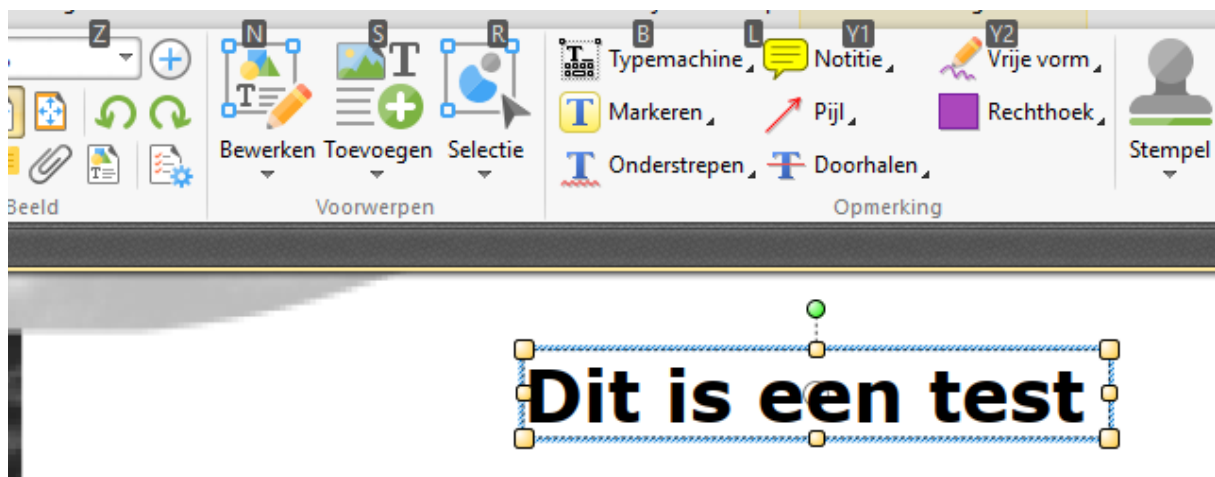 Z N S R B L Y1 Y2
Typemachine Notitie Vrije vorm
Markeren Pijl Rechthoek
Bewerken Toevoegen Selectie Onderstrepen Doorhalen Stempel
Beeld Voorwerpen Opmerking
Dit is een test